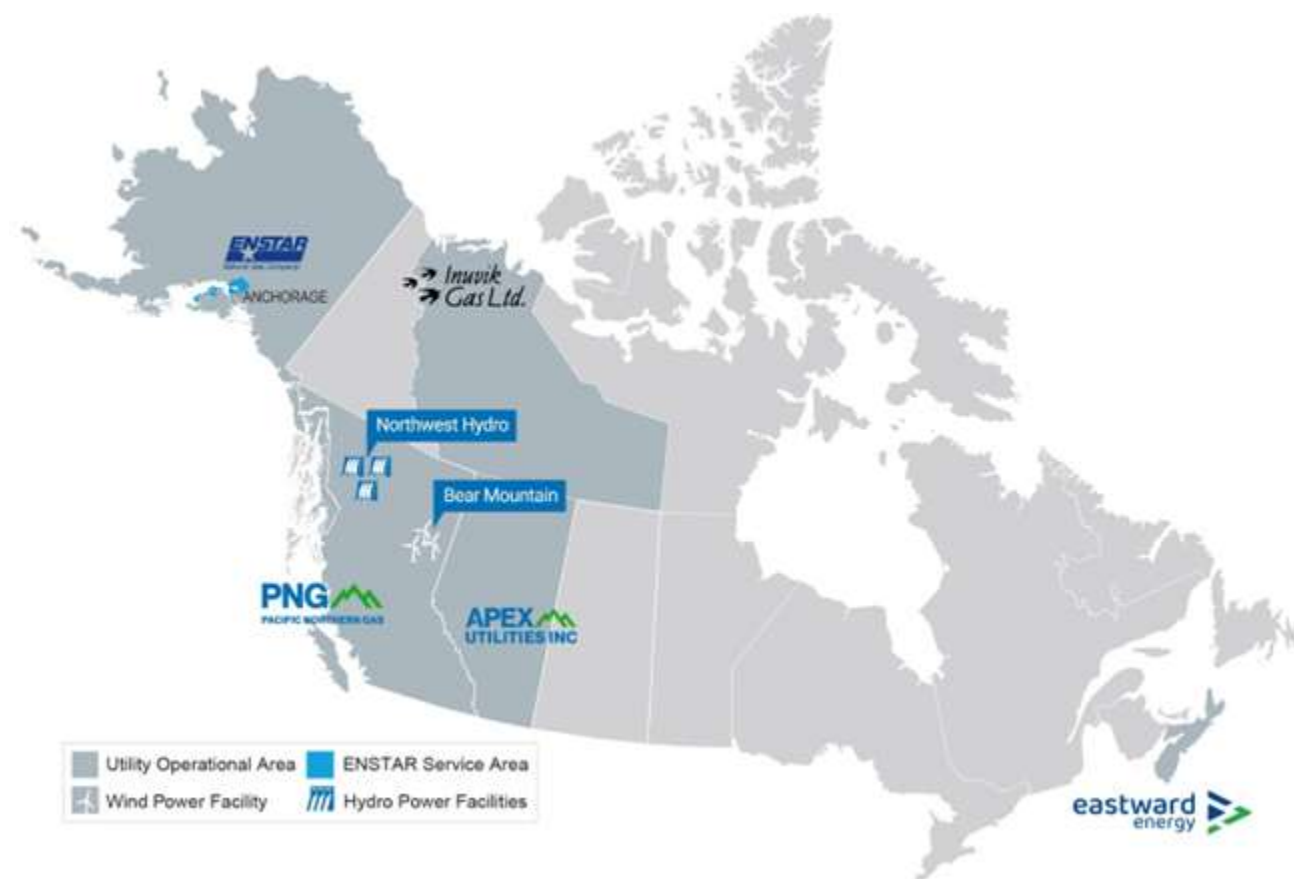 ENSTAR
ANCHORAGE
Inuvik
Gas Ltd.
Northwest Hydro
Bear Mountain
PNG
PACIFIC NORTHERN GAS
APEX
UTILITIES INC
Utility Operational Area
ENSTAR Service Area
Wind Power Facility
Hydro Power Facilities
eastward
energy